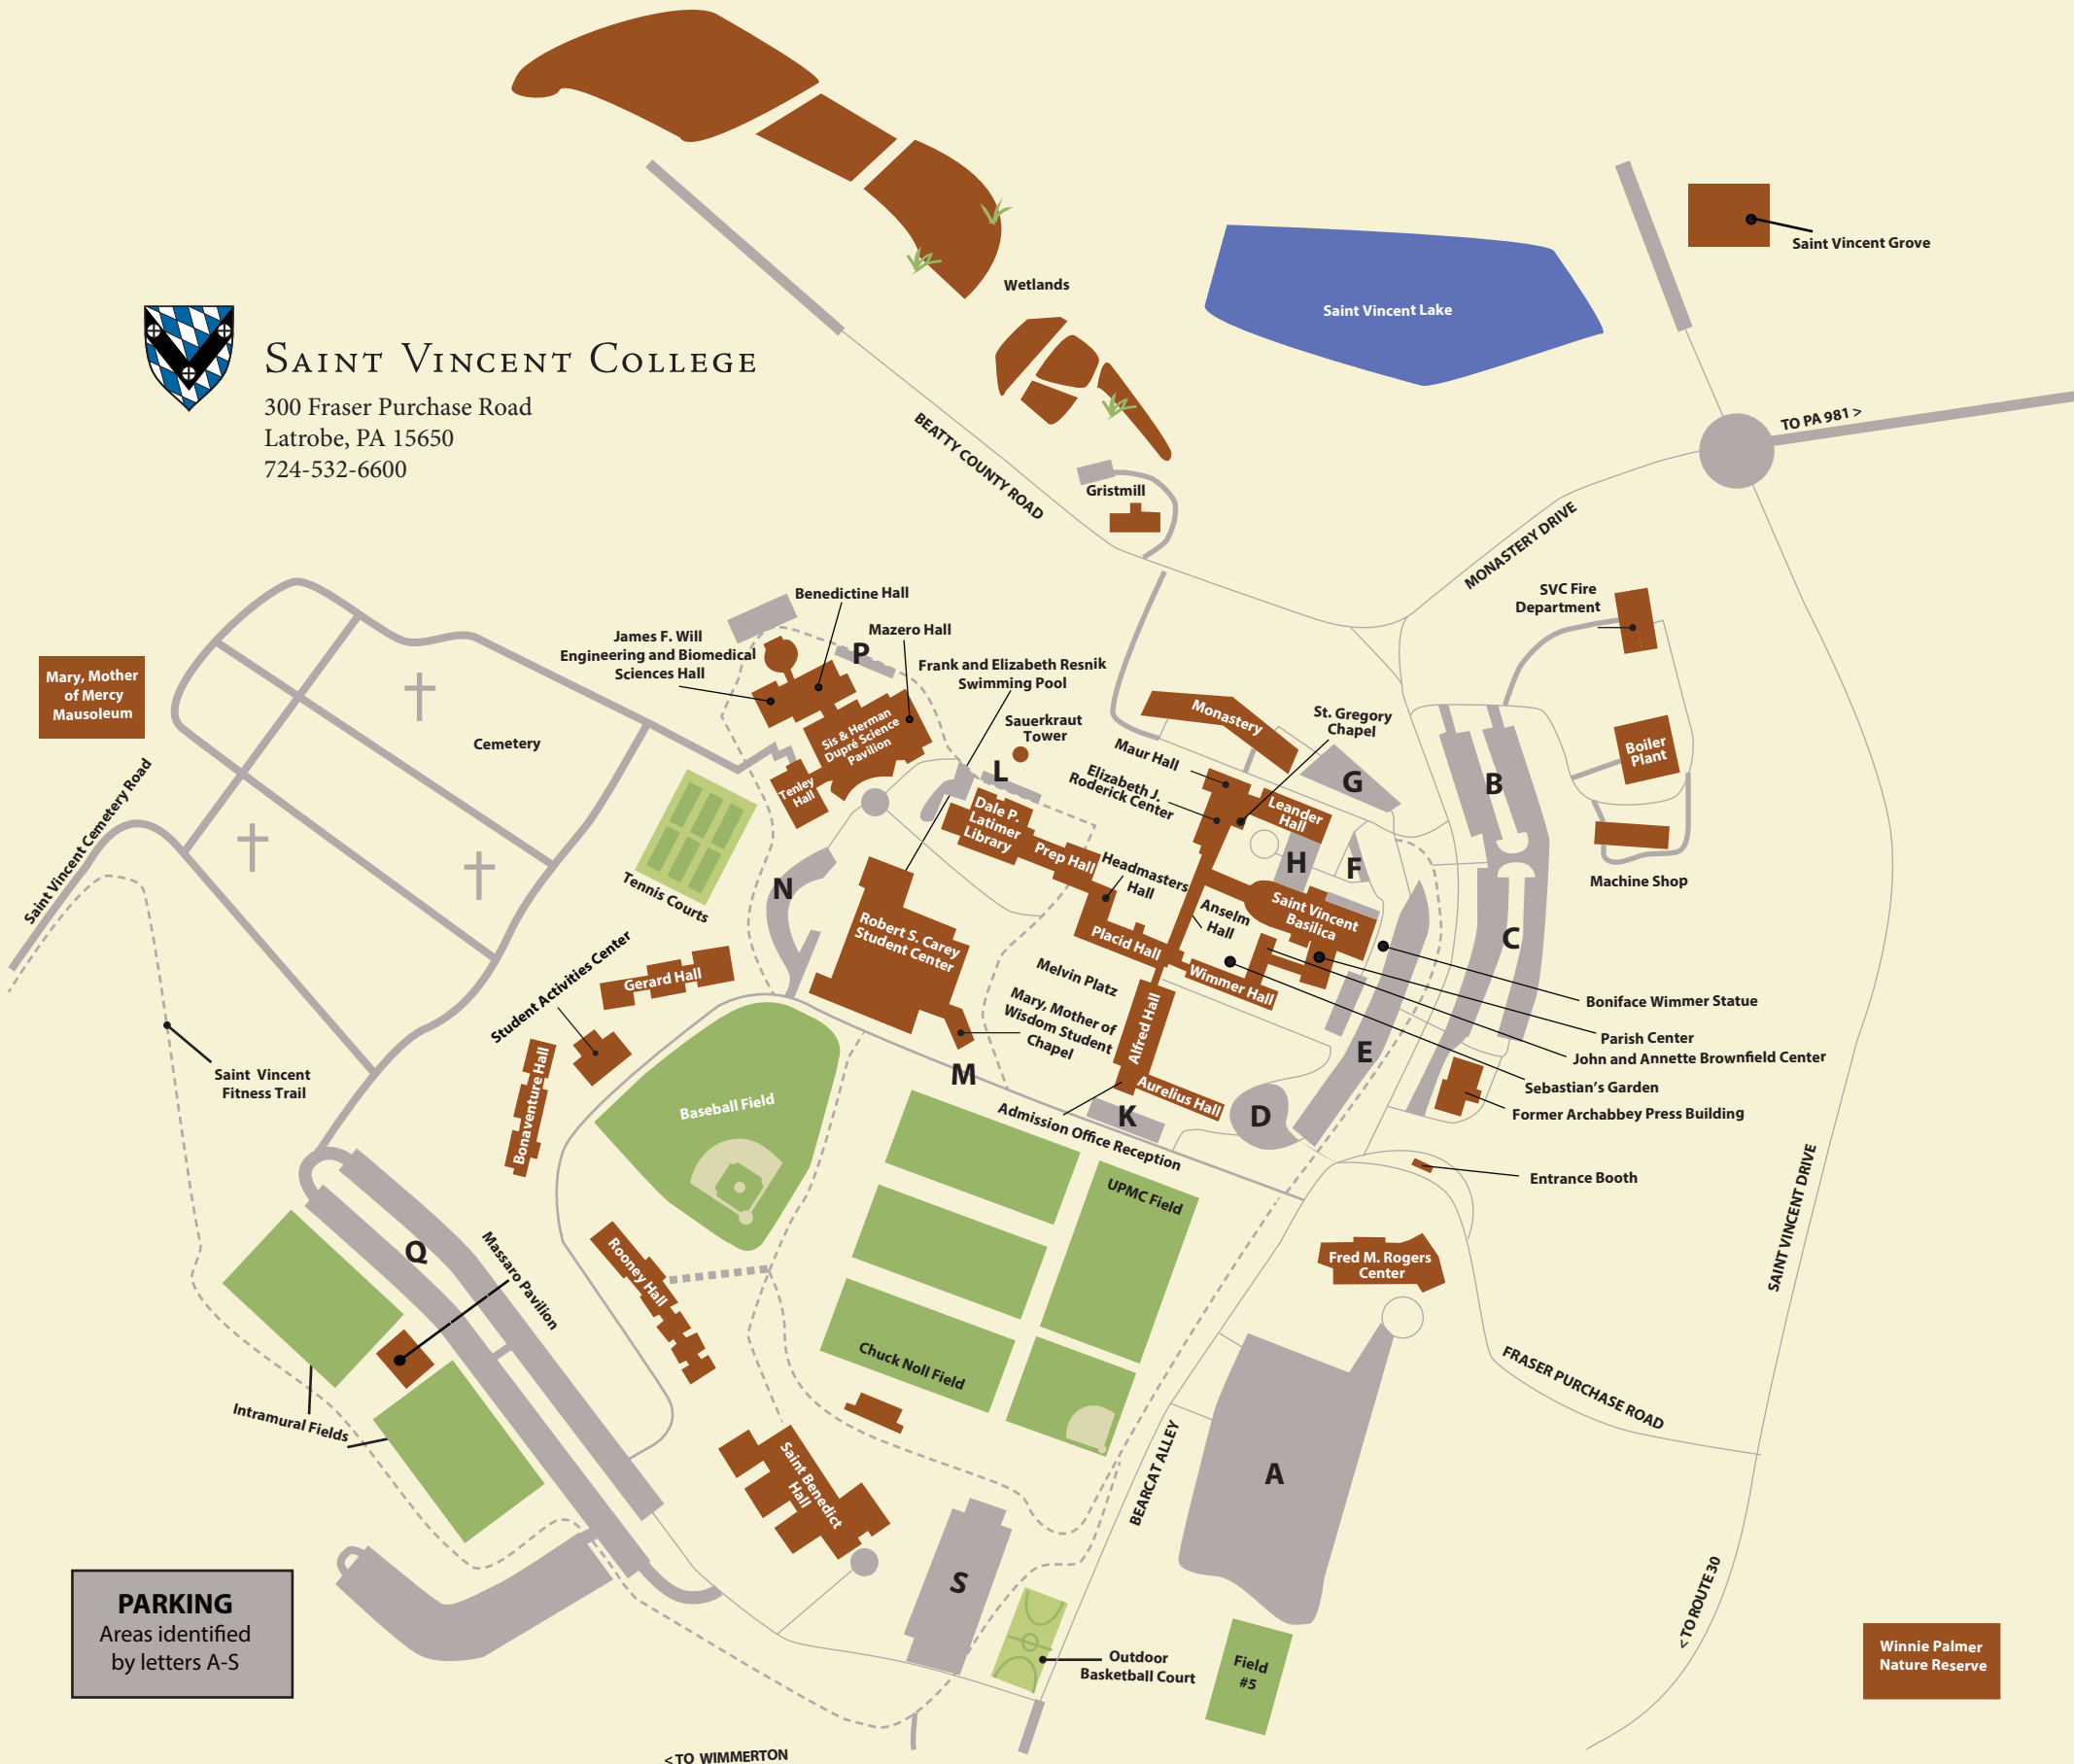 Saint Vincent Grove
Wetlands
Saint Vincent Lake
SAINT VINCENT COLLEGE
300 Fraser Purchase Road
Latrobe, PA 15650
724-532-6600
TO PA 981 >
BEATTY COUNTY ROAD
Gristmill
MONASTERY DRIVE
SVC Fire
Department
Benedictine Hall
Mazero Hall
James F. Will
Engineering and Biomedical
Sciences Hall
P
Frank and Elizabeth Resnik
Swimming Pool
Mary, Mother
of Mercy
Mausoleum
Cemetery
Sis & Herman
Dupré Science
Pavilion
Tenley
Hall
Sauerkraut
Tower
L
Monastery
St. Gregory
Chapel
Maur Hall
Elizabeth J.
Roderick Center
G
B
Boiler
Plant
Leander
Hall
Saint Vincent Cemetery Road
Dale P.
Latimer
Library
Prep Hall
Headmasters
Hall
H
F
Machine Shop
Tennis Courts
N
Robert S. Carey
Student Center
Placid Hall
Anselm
Hall
Saint Vincent
Basilica
C
Gerard Hall
Student Activities Center
Melvin Platz
Wimmer Hall
Boniface Wimmer Statue
Mary, Mother of
Wisdom Student
Chapel
Alfred Hall
Parish Center
John and Annette Brownfield Center
Sebastian's Garden
Former Archabbey Press Building
E
Saint Vincent
Fitness Trail
Bonaventure Hall
M
Baseball Field
Aurelius Hall
K
D
Admission Office Reception
Entrance Booth
UPMC Field
SAINT VINCENT DRIVE
Q
Massaro Pavilion
Rooney Hall
Fred M. Rogers
Center
Chuck Noll Field
FRASER PURCHASE ROAD
Intramural Fields
Saint Benedict
Hall
BEARCAT ALLEY
A
S
PARKING
Areas identified
by letters A-S
< TO ROUTE 30
Outdoor
Basketball Court
Field
#5
Winnie Palmer
Nature Reserve
< TO WIMMERTON